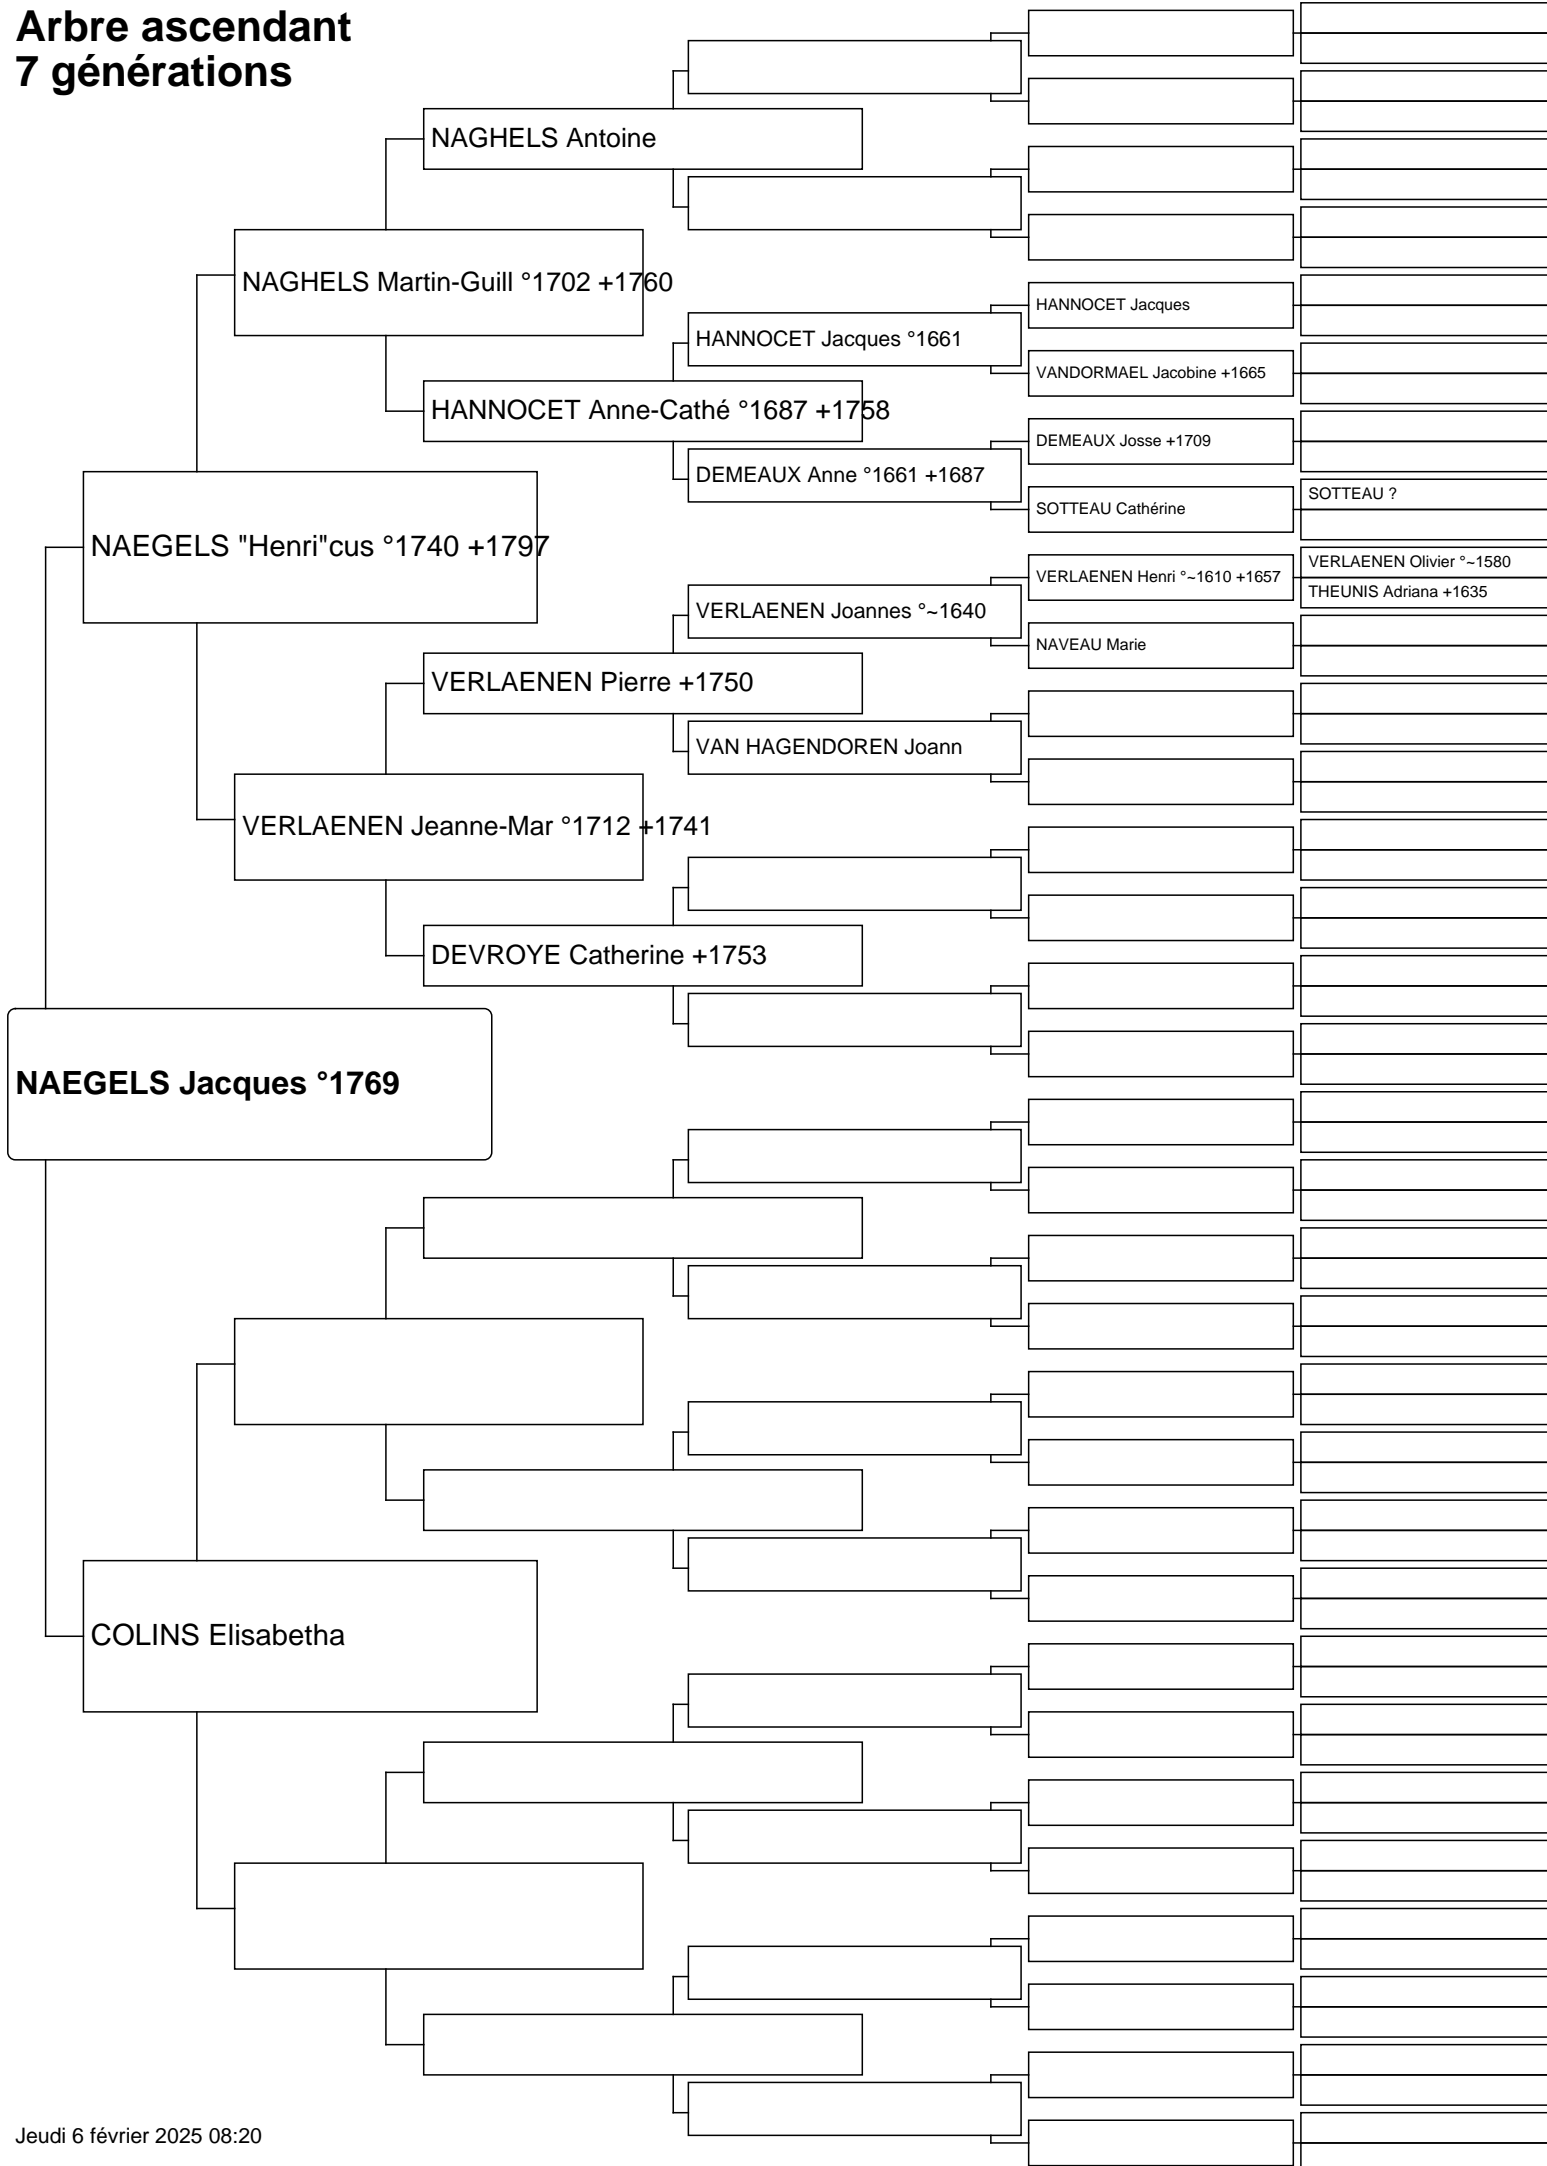 Arbre ascendant
7 générations
NAGHELS Antoine
NAGHELS Martin-Guill °1702 +1760
HANNOCET Jacques
HANNOCET Jacques °1661
VANDORMAEL Jacobine +1665
HANNOCET Anne-Cathé °1687 +1758
DEMEAUX Josse +1709
DEMEAUX Anne °1661 +1687
SOTTEAU ?
SOTTEAU Cathérine
NAEGELS "Henri"cus °1740 +1797
VERLAENEN Olivier °~1580
VERLAENEN Henri °~1610 +1657
THEUNIS Adriana +1635
VERLAENEN Joannes °~1640
NAVEAU Marie
VERLAENEN Pierre +1750
VAN HAGENDOREN Joann
VERLAENEN Jeanne-Mar °1712 +1741
DEVROYE Catherine +1753
NAEGELS Jacques °1769
COLINS Elisabetha
Jeudi 6 février 2025 08:20